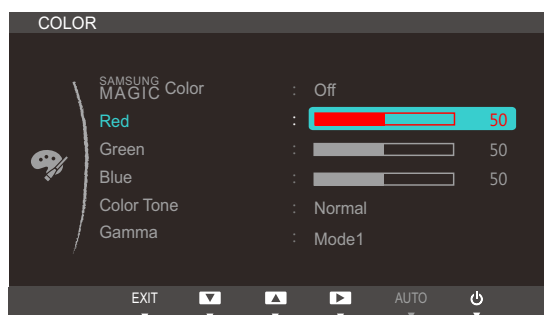 COLOR
SAMSUNG MAGIC Color : Off
Red : 50
Green : 50
Blue : 50
Color Tone : Normal
Gamma : Mode1
EXIT AUTO